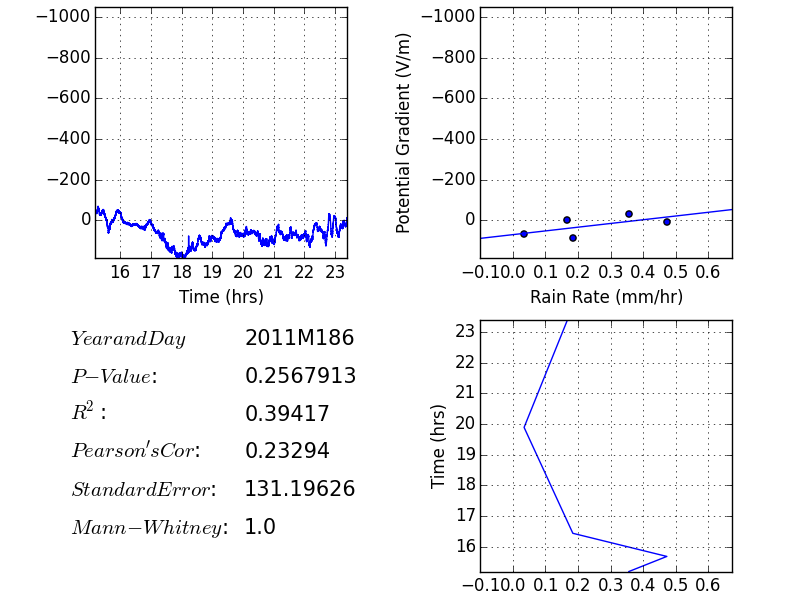 −1000
−800
−600
−400
−200
0
16 17 18 19 20 21 22 23
Time (hrs)
Potential Gradient (V/m)
−1000
−800
−600
−400
−200
0
−0.10.0 0.1 0.2 0.3 0.4 0.5 0.6
Rain Rate (mm/hr)
YearandDay 2011M186
P−Value: 0.2567913
R²: 0.39417
Pearson'sCor: 0.23294
StandardError: 131.19626
Mann−Whitney: 1.0
Time (hrs)
23
22
21
20
19
18
17
16
−0.10.0 0.1 0.2 0.3 0.4 0.5 0.6